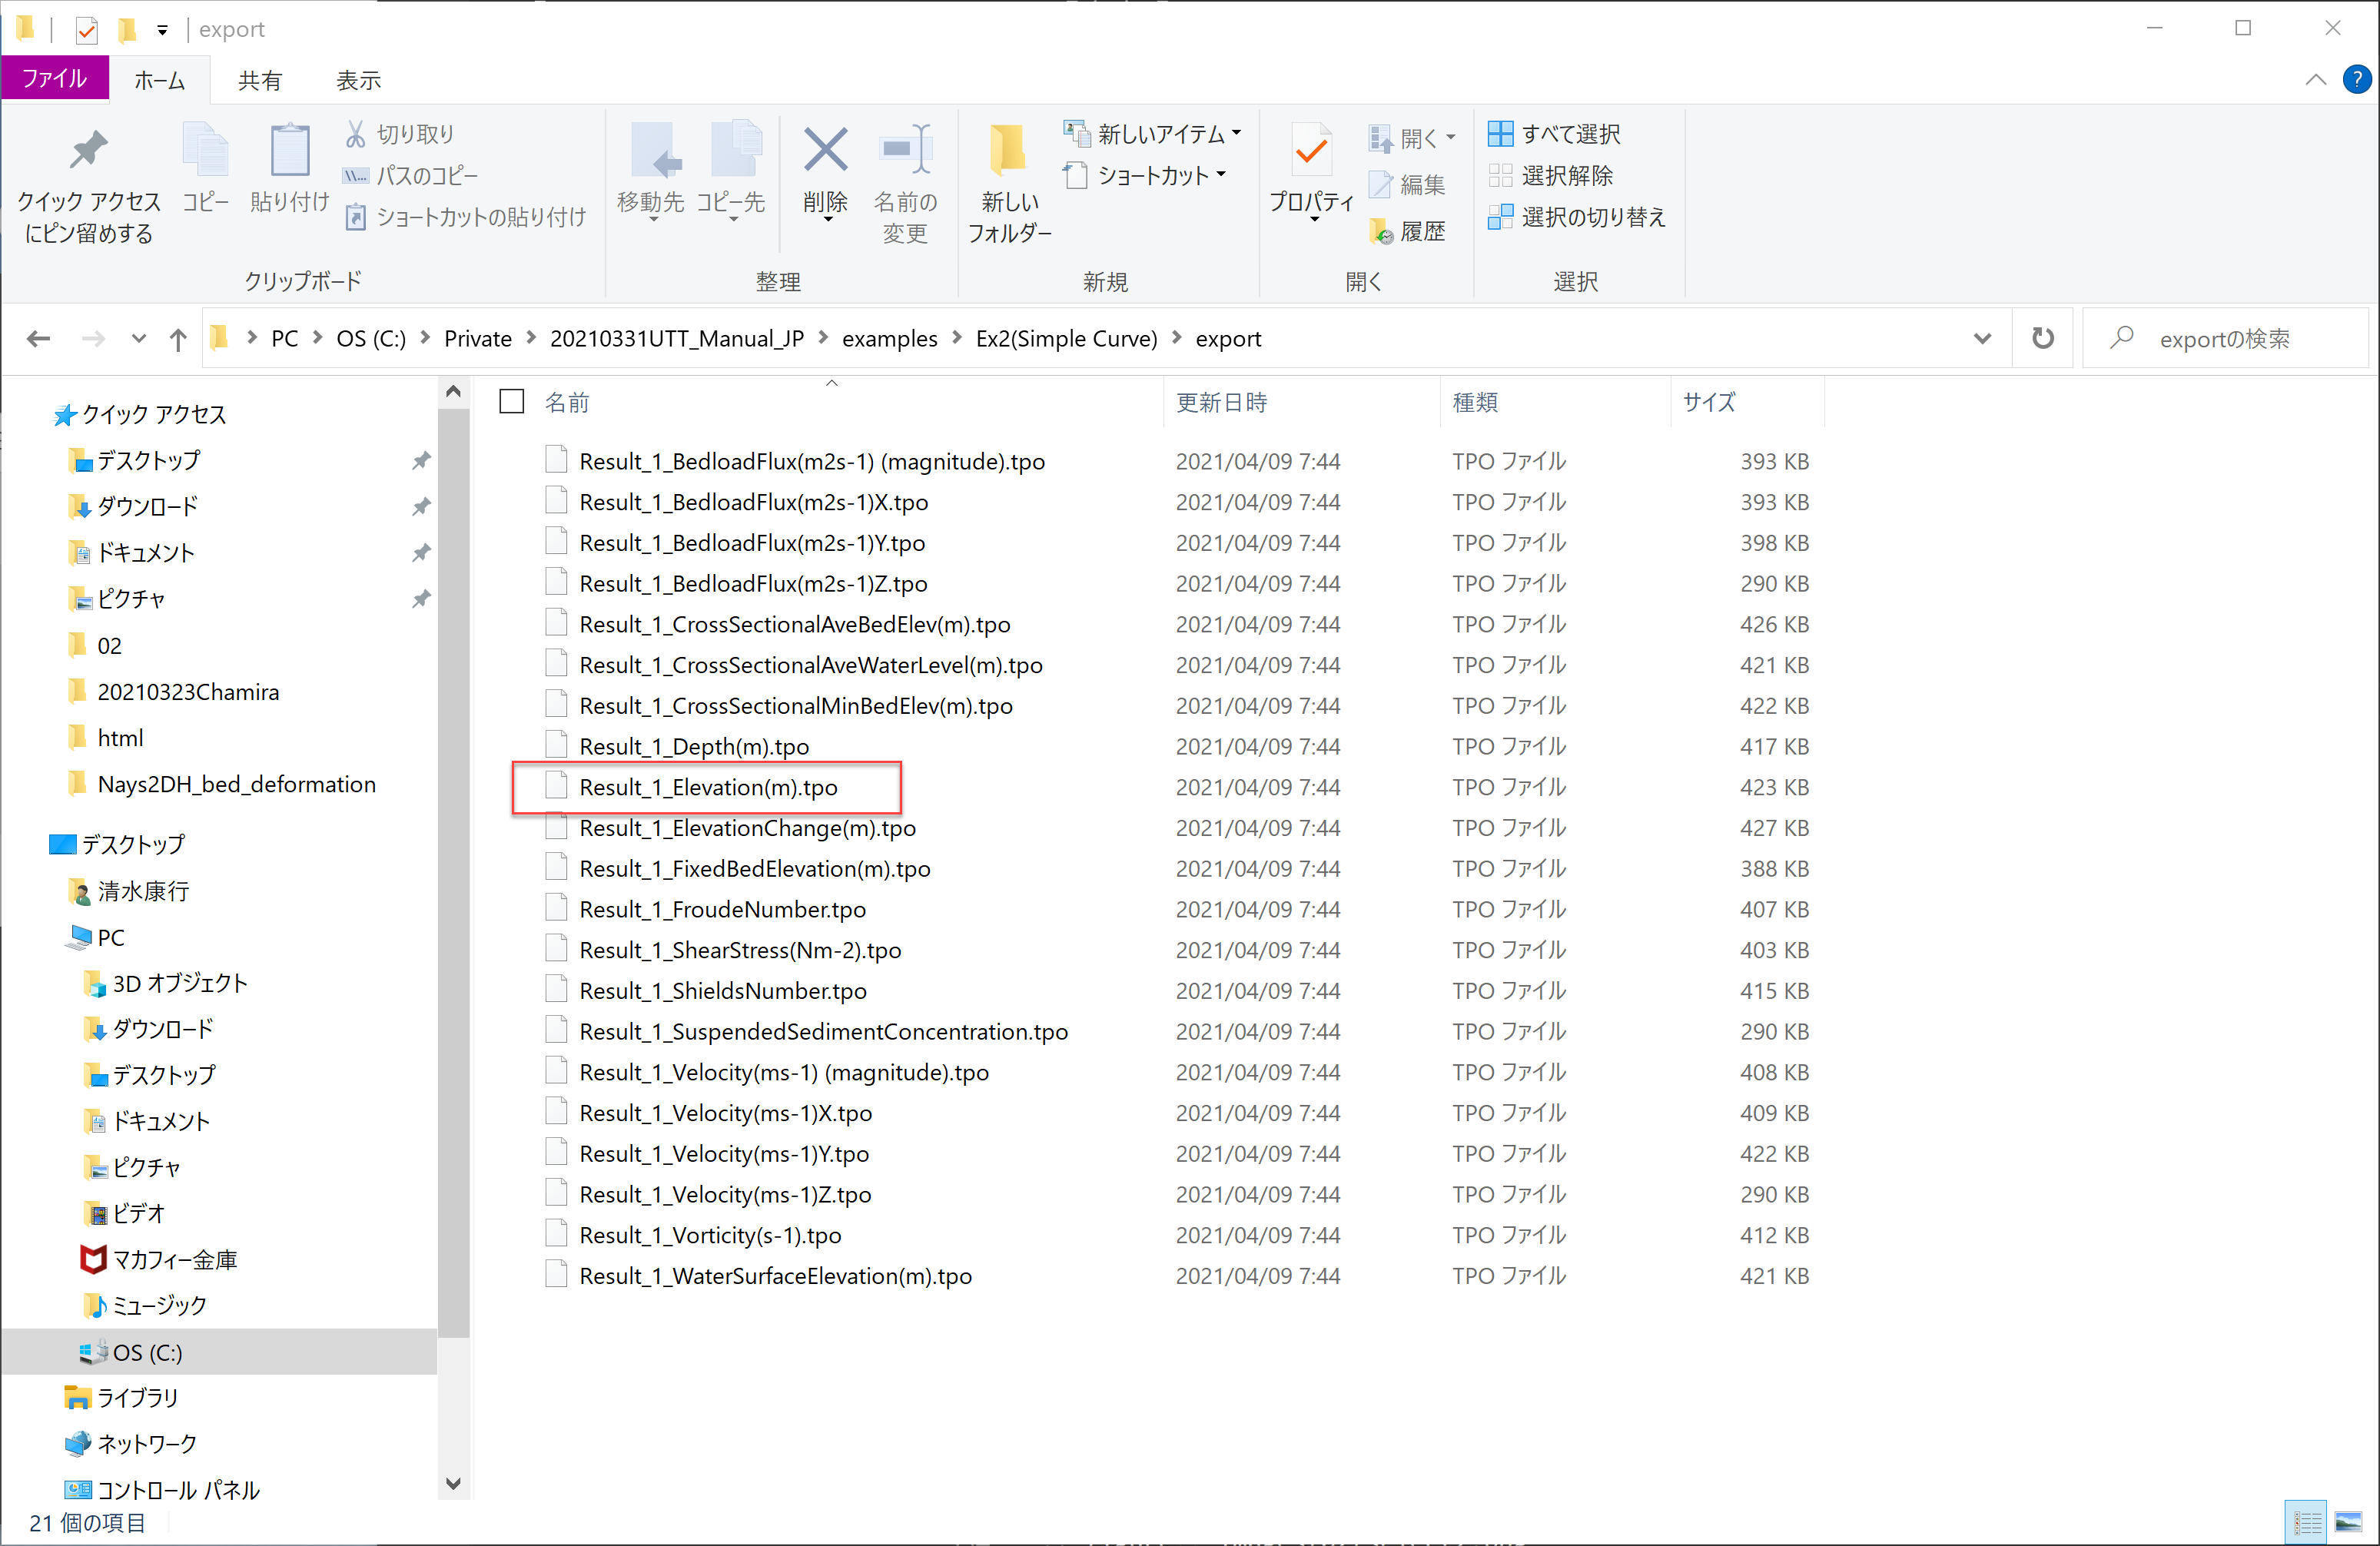 export
ファイル ホーム 共有 表示
クイック アクセス
にピン留めする
コピー
貼り付け
切り取り
パスのコピー
ショートカットの貼り付け
クリップボード
移動先
コピー先
削除
名前の
変更
整理
新しい
フォルダー
新しいアイテム
ショートカット
新規
プロパティ
開く
編集
履歴
開く
すべて選択
選択解除
選択の切り替え
選択
PC OS (C:) Private 20210331UTT_Manual_JP examples Ex2(Simple Curve) export
exportの検索
クイック アクセス
デスクトップ
ダウンロード
ドキュメント
ピクチャ
02
20210323Chamira
html
Nays2DH_bed_deformation
デスクトップ
清水康行
PC
3D オブジェクト
ダウンロード
デスクトップ
ドキュメント
ピクチャ
ビデオ
マカフィー金庫
ミュージック
OS (C:)
ライブラリ
ネットワーク
コントロール パネル
名前 更新日時 種類 サイズ
Result_1_BedloadFlux(m2s-1) (magnitude).tpo 2021/04/09 7:44 TPO ファイル 393 KB
Result_1_BedloadFlux(m2s-1)X.tpo 2021/04/09 7:44 TPO ファイル 393 KB
Result_1_BedloadFlux(m2s-1)Y.tpo 2021/04/09 7:44 TPO ファイル 398 KB
Result_1_BedloadFlux(m2s-1)Z.tpo 2021/04/09 7:44 TPO ファイル 290 KB
Result_1_CrossSectionalAveBedElev(m).tpo 2021/04/09 7:44 TPO ファイル 426 KB
Result_1_CrossSectionalAveWaterLevel(m).tpo 2021/04/09 7:44 TPO ファイル 421 KB
Result_1_CrossSectionalMinBedElev(m).tpo 2021/04/09 7:44 TPO ファイル 422 KB
Result_1_Depth(m).tpo 2021/04/09 7:44 TPO ファイル 417 KB
Result_1_Elevation(m).tpo 2021/04/09 7:44 TPO ファイル 423 KB
Result_1_ElevationChange(m).tpo 2021/04/09 7:44 TPO ファイル 427 KB
Result_1_FixedBedElevation(m).tpo 2021/04/09 7:44 TPO ファイル 388 KB
Result_1_FroudeNumber.tpo 2021/04/09 7:44 TPO ファイル 407 KB
Result_1_ShearStress(Nm-2).tpo 2021/04/09 7:44 TPO ファイル 403 KB
Result_1_ShieldsNumber.tpo 2021/04/09 7:44 TPO ファイル 415 KB
Result_1_SuspendedSedimentConcentration.tpo 2021/04/09 7:44 TPO ファイル 290 KB
Result_1_Velocity(ms-1) (magnitude).tpo 2021/04/09 7:44 TPO ファイル 408 KB
Result_1_Velocity(ms-1)X.tpo 2021/04/09 7:44 TPO ファイル 409 KB
Result_1_Velocity(ms-1)Y.tpo 2021/04/09 7:44 TPO ファイル 422 KB
Result_1_Velocity(ms-1)Z.tpo 2021/04/09 7:44 TPO ファイル 290 KB
Result_1_Vorticity(s-1).tpo 2021/04/09 7:44 TPO ファイル 412 KB
Result_1_WaterSurfaceElevation(m).tpo 2021/04/09 7:44 TPO ファイル 421 KB
21 個の項目